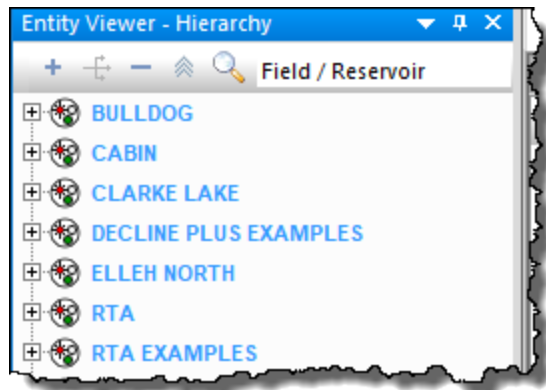 Entity Viewer - Hierarchy
Field / Reservoir
BULLDOG
CABIN
CLARKE LAKE
DECLINE PLUS EXAMPLES
ELLEH NORTH
RTA
RTA EXAMPLES